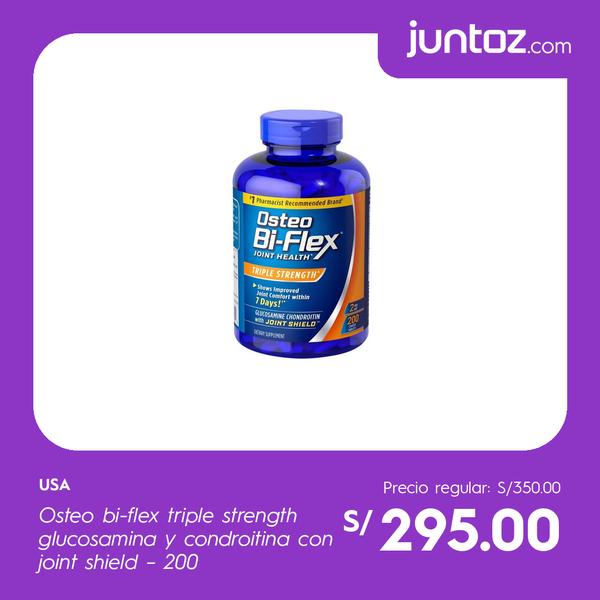 juntoz.com
#1 Pharmacist Recommended Brand
Osteo
Bi-Flex®
JOINT HEALTH
TRIPLE STRENGTH
Shows Improved
Joint Comfort within
7 Days!
GLUCOSAMINE CHONDROITIN
with JOINT SHIELD™
DIETARY SUPPLEMENT
200
USA
Precio regular: S/350.00
Osteo bi-flex triple strength
glucosamina y condroitina con
joint shield - 200
S/ 295.00